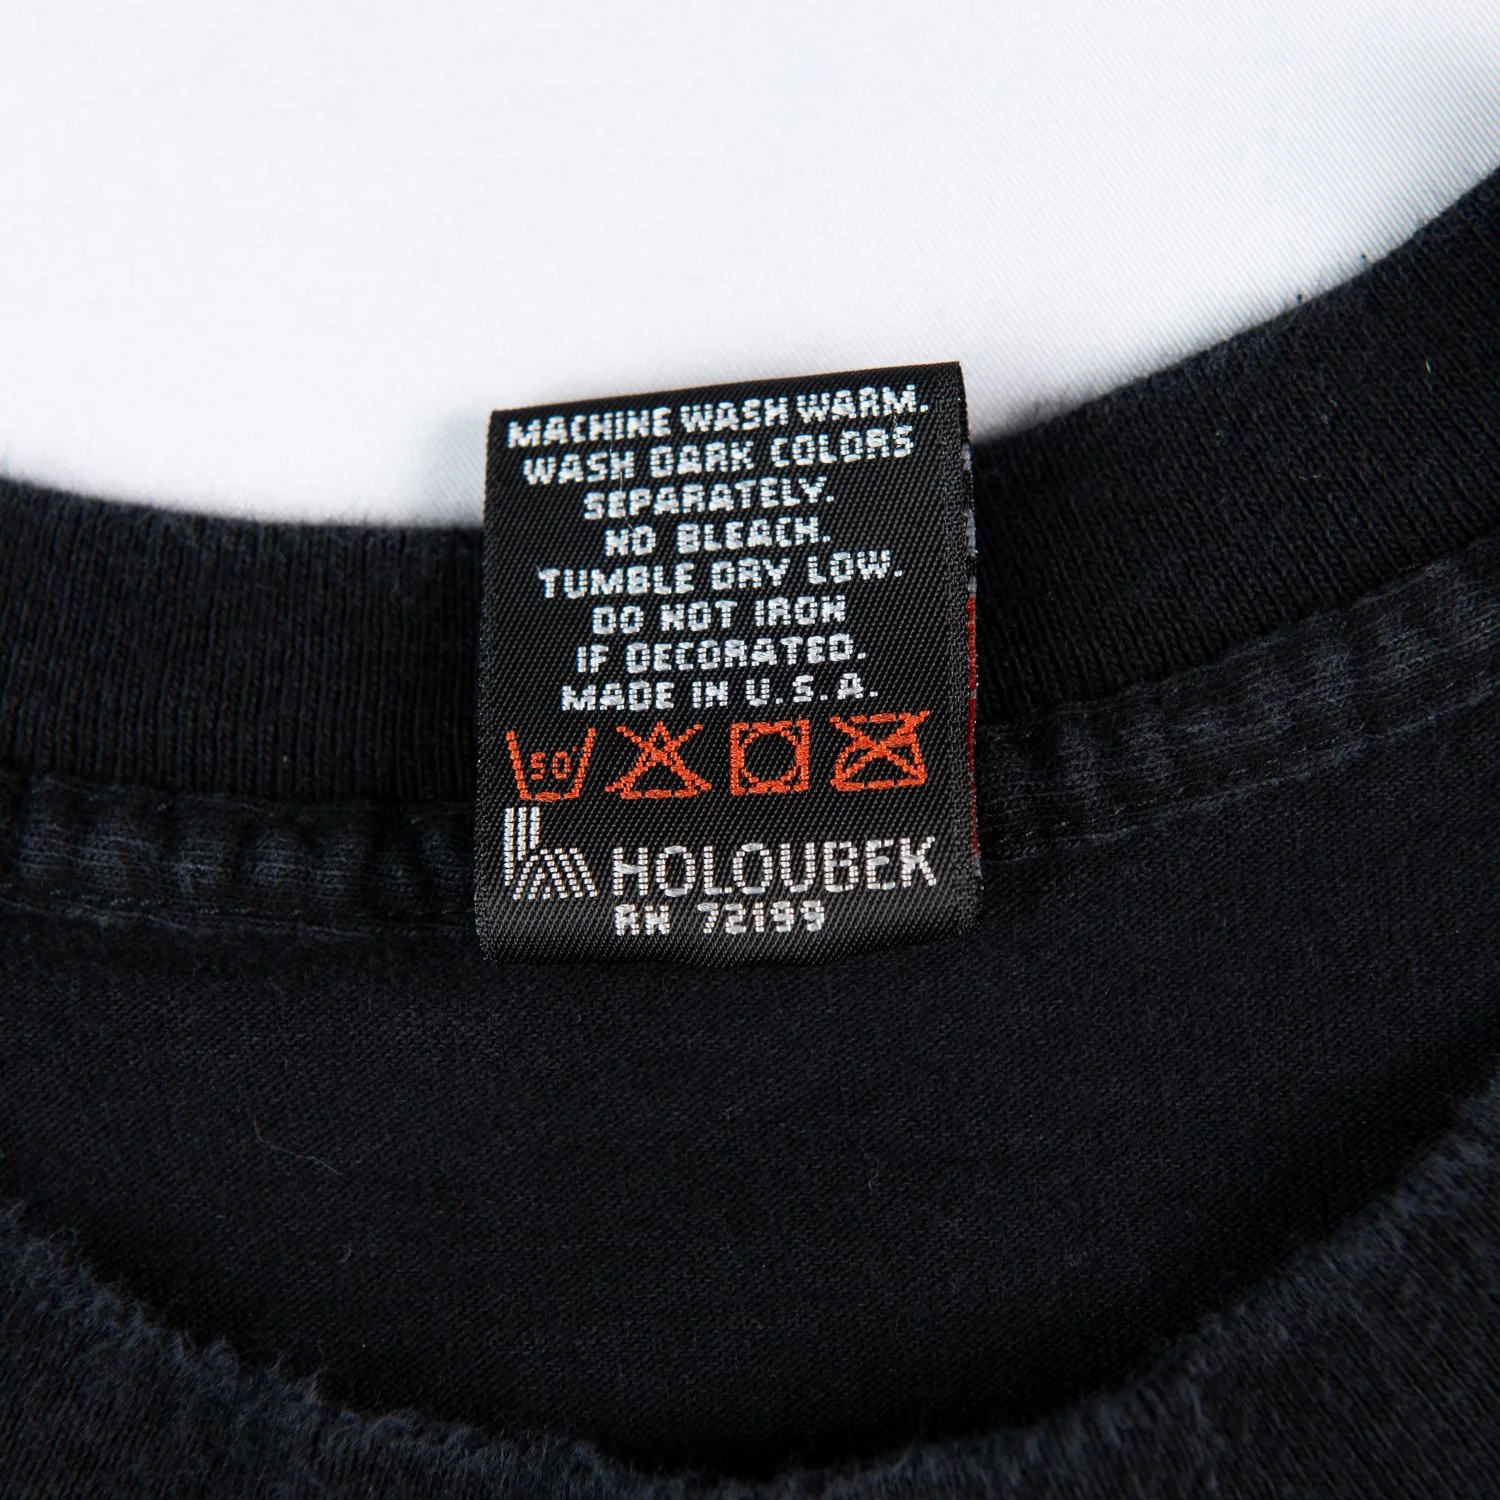 MACHINE WASH WARM.
WASH DARK COLORS
SEPARATELY.
NO BLEACH.
TUMBLE DRY LOW.
DO NOT IRON
IF DECORATED.
MADE IN U.S.A.
50°
HOLOUBEK
RN 72199